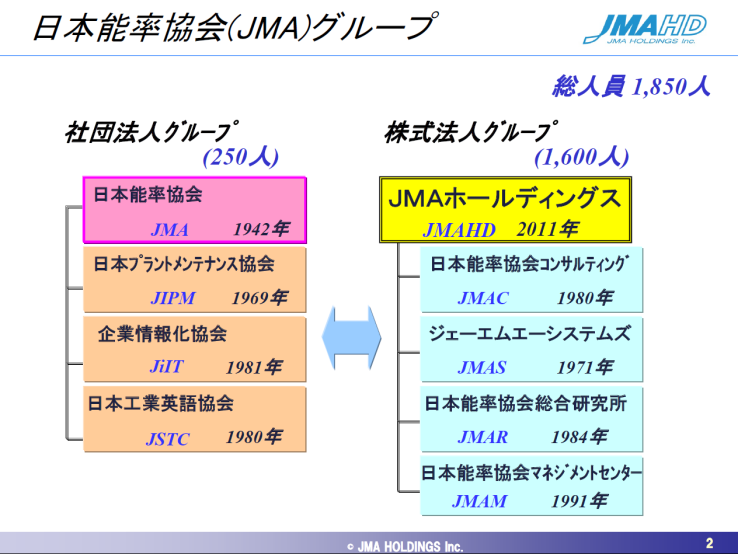 日本能率協会(JMA)グループ
JMAHD
JMA HOLDINGS Inc.
総人員 1,850人
社団法人ｸﾞﾙｰﾌﾟ
(250人)
日本能率協会
JMA 1942年
日本ﾌﾟﾗﾝﾄﾒﾝﾃﾅﾝｽ協会
JIPM 1969年
企業情報化協会
JiIT 1981年
日本工業英語協会
JSTC 1980年
株式法人ｸﾞﾙｰﾌﾟ
(1,600人)
JMAホールディングス
JMAHD 2011年
日本能率協会ｺﾝｻﾙﾃｨﾝｸﾞ
JMAC 1980年
ジェーエムエーシステムズ
JMAS 1971年
日本能率協会総合研究所
JMAR 1984年
日本能率協会ﾏﾈｼﾞﾒﾝﾄｾﾝﾀｰ
JMAM 1991年
© JMA HOLDINGS Inc.
2